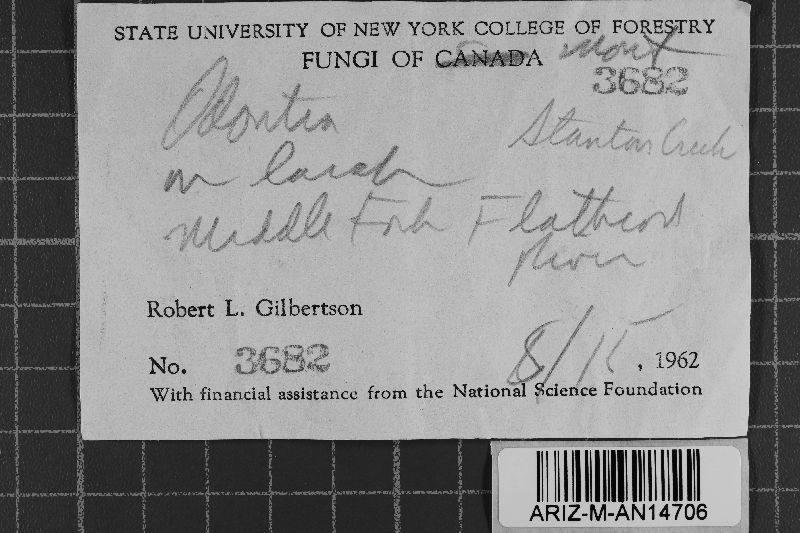 STATE UNIVERSITY OF NEW YORK COLLEGE OF FORESTRY
FUNGI OF CANADA Mont
3682
Odontia
Stanton Creek
on larch
Middle Fork Flathead
River
Robert L. Gilbertson
No. 3682 8/15, 1962
With financial assistance from the National Science Foundation
ARIZ-M-AN14706